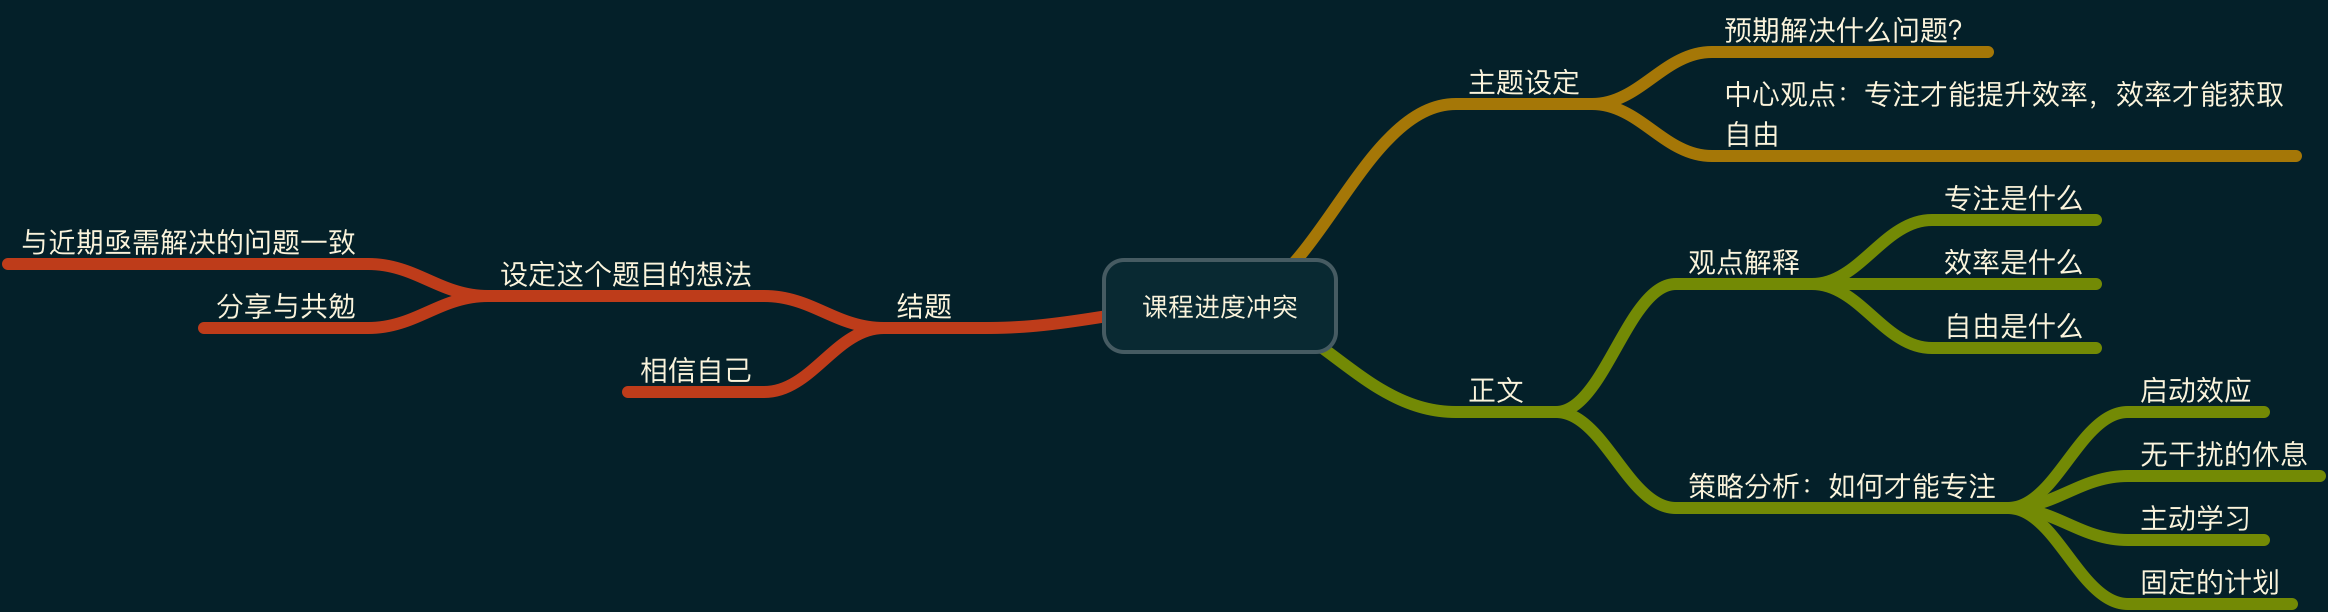 课程进度冲突
主题设定
预期解决什么问题?
中心观点：专注才能提升效率，效率才能获取
自由
正文
观点解释
专注是什么
效率是什么
自由是什么
策略分析：如何才能专注
启动效应
无干扰的休息
主动学习
固定的计划
结题
设定这个题目的想法
与近期亟需解决的问题一致
分享与共勉
相信自己